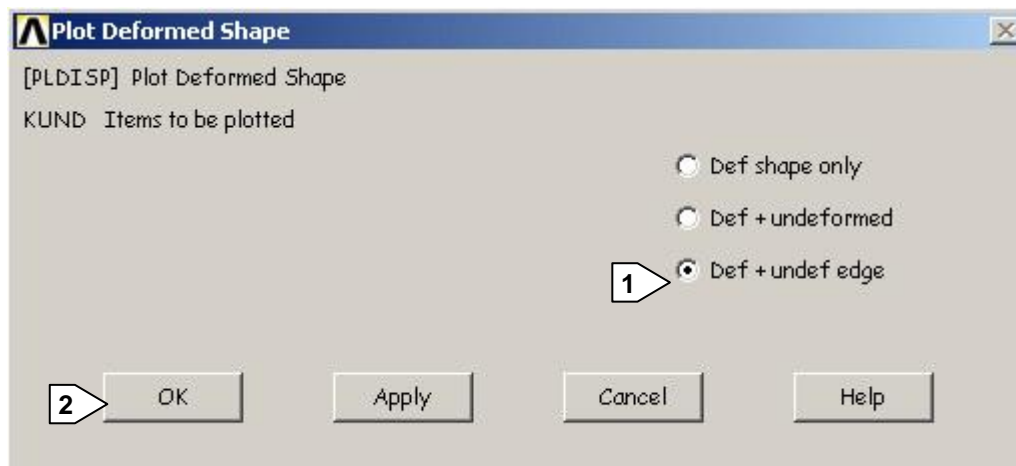 Plot Deformed Shape
[PLDISP] Plot Deformed Shape
KUND Items to be plotted
Def shape only
Def + undeformed
1 Def + undef edge
2 OK Apply Cancel Help